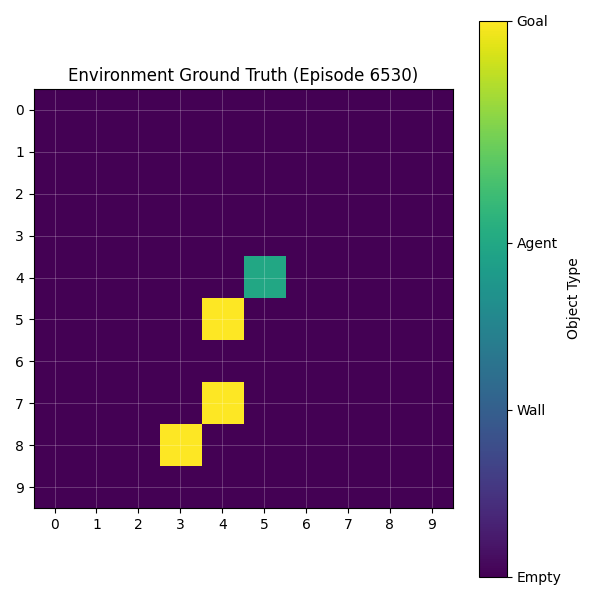 Environment Ground Truth (Episode 6530)
0
1
2
3
4
5
6
7
8
9
0 1 2 3 4 5 6 7 8 9
Goal
Agent
Wall
Empty
Object Type